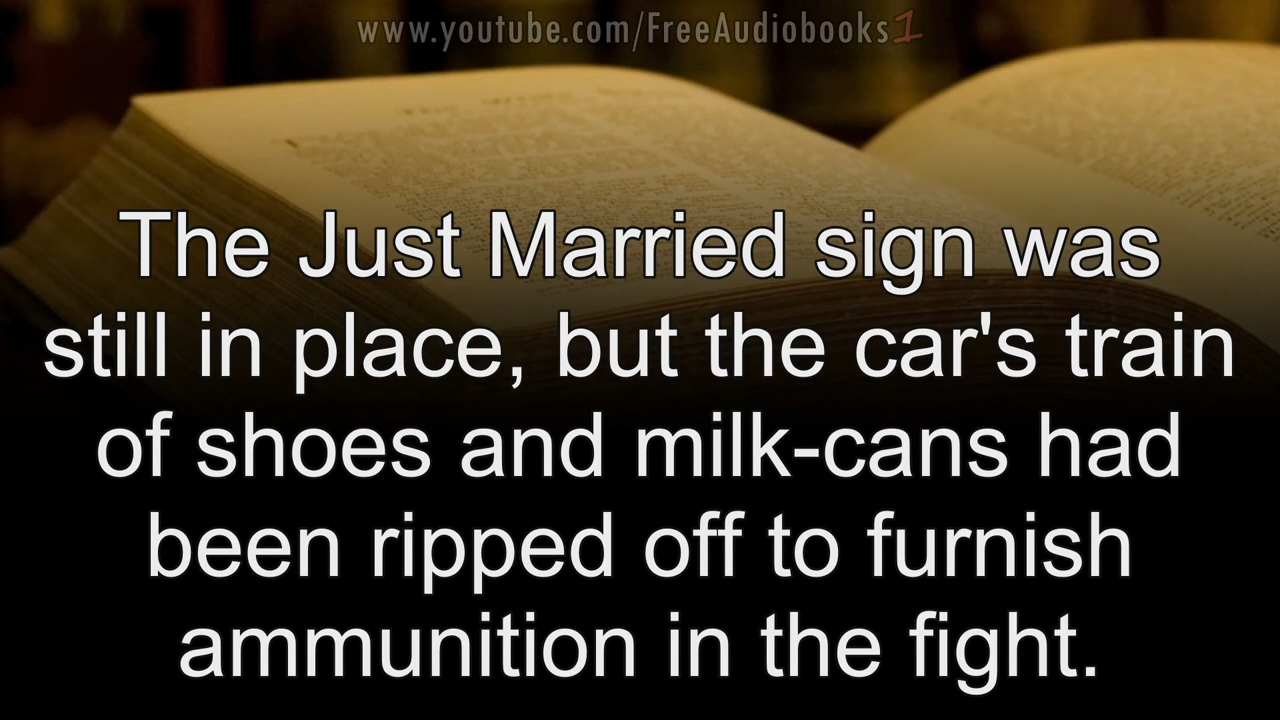 www.youtube.com/FreeAudiobooks1
The Just Married sign was
still in place, but the car's train
of shoes and milk-cans had
been ripped off to furnish
ammunition in the fight.